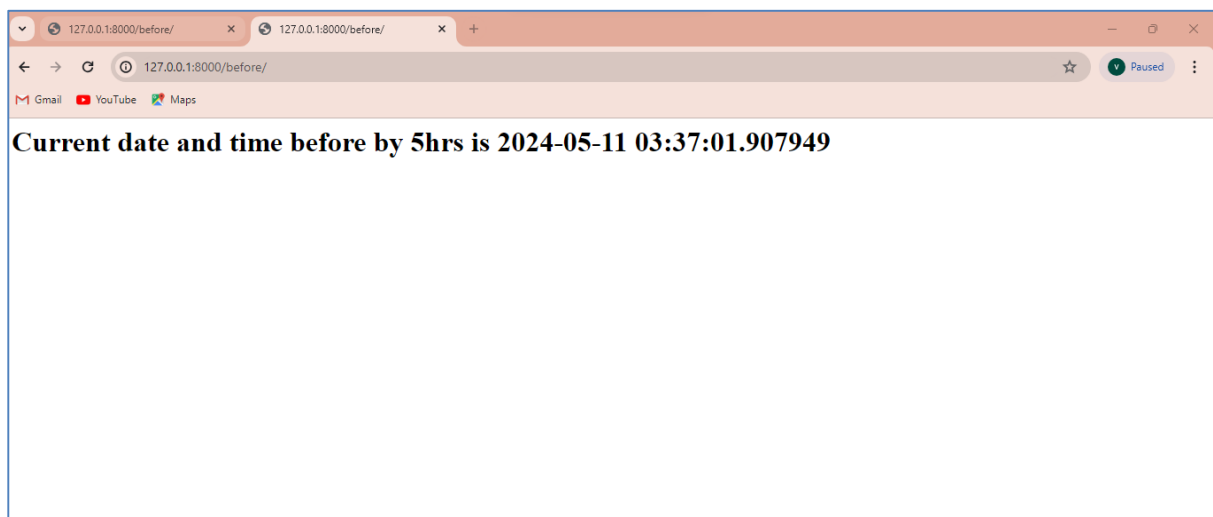 127.0.0.1:8000/before/ 127.0.0.1:8000/before/
127.0.0.1:8000/before/ V Paused
Gmail YouTube Maps
Current date and time before by 5hrs is 2024-05-11 03:37:01.907949